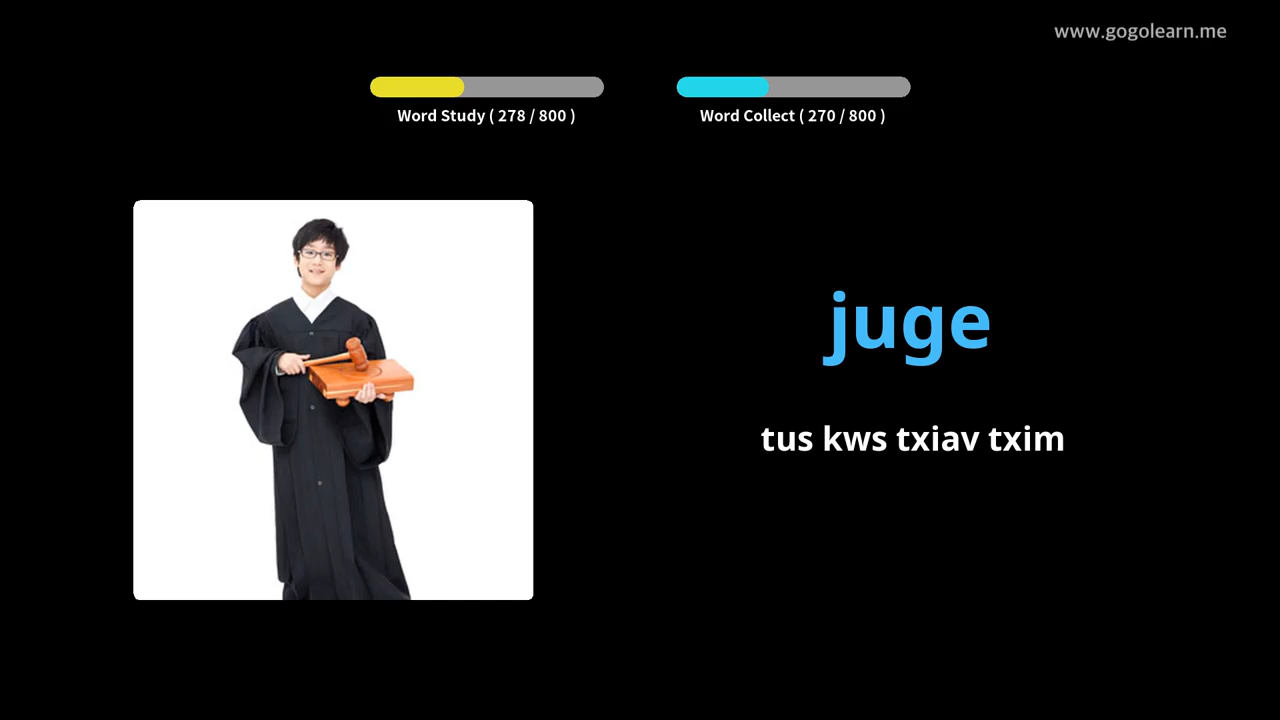 www.gogolearn.me
Word Study ( 278 / 800 )
Word Collect ( 270 / 800 )
juge
tus kws txiav txim